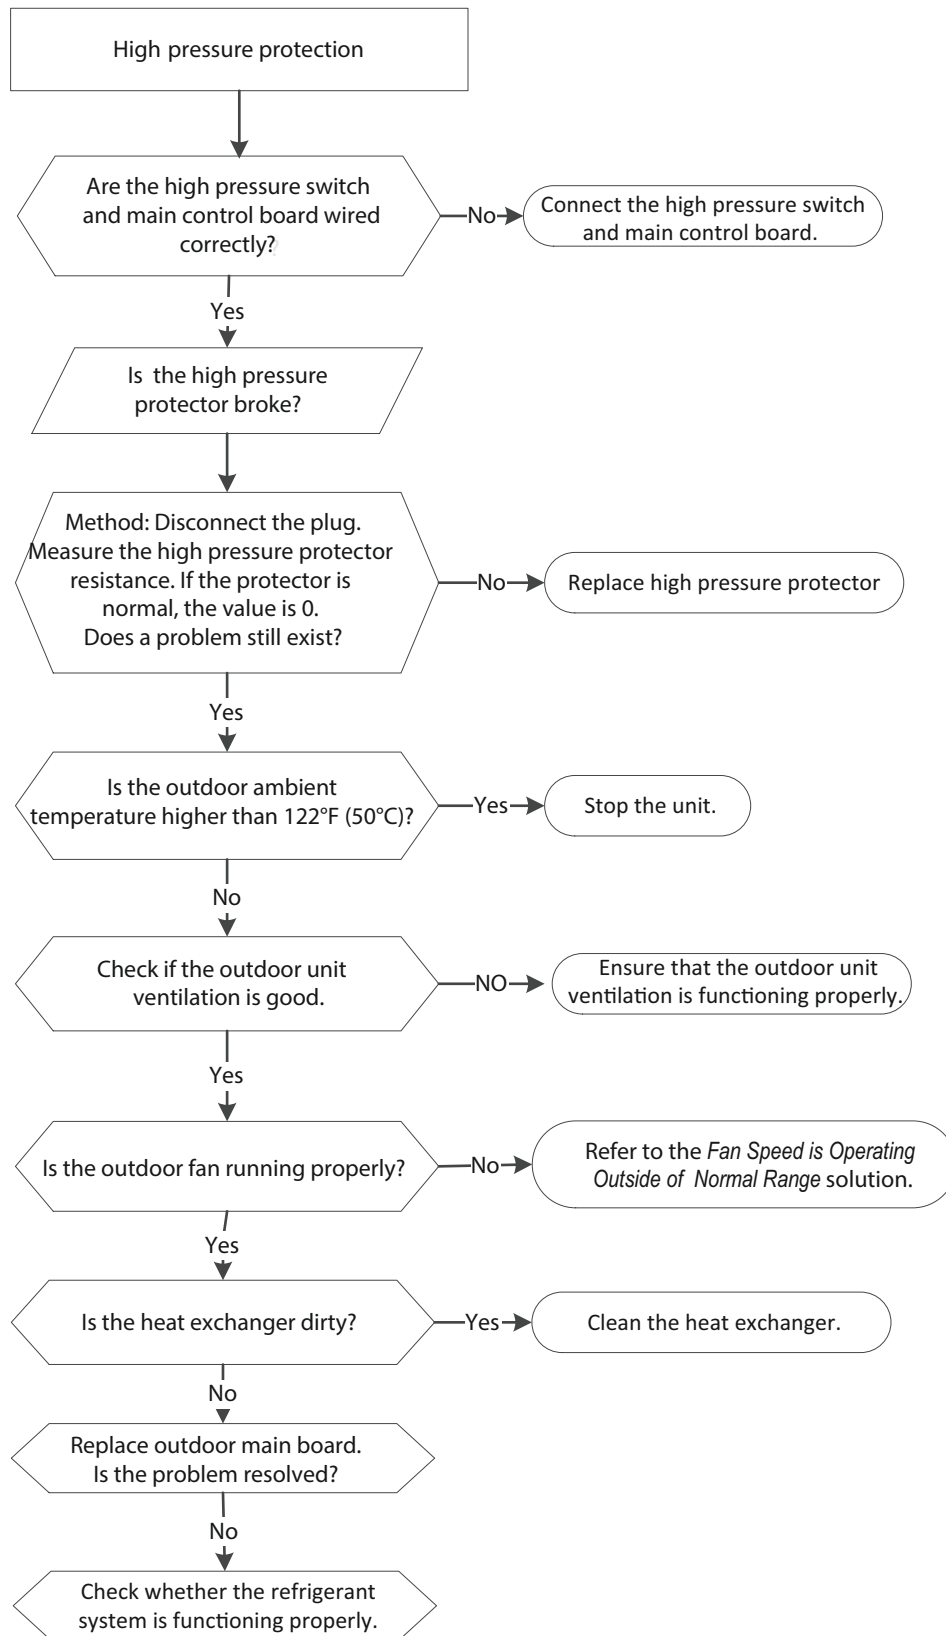 High pressure protection
Are the high pressure switch
and main control board wired
correctly?
No
Connect the high pressure switch
and main control board.
Yes
Is the high pressure
protector broke?
Method: Disconnect the plug.
Measure the high pressure protector
resistance. If the protector is
normal, the value is 0.
Does a problem still exist?
No
Replace high pressure protector
Yes
Is the outdoor ambient
temperature higher than 122°F (50°C)?
Yes
Stop the unit.
No
Check if the outdoor unit
ventilation is good.
NO
Ensure that the outdoor unit
ventilation is functioning properly.
Yes
Is the outdoor fan running properly?
No
Refer to the Fan Speed is Operating
Outside of Normal Range solution.
Yes
Is the heat exchanger dirty?
Yes
Clean the heat exchanger.
No
Replace outdoor main board.
Is the problem resolved?
No
Check whether the refrigerant
system is functioning properly.